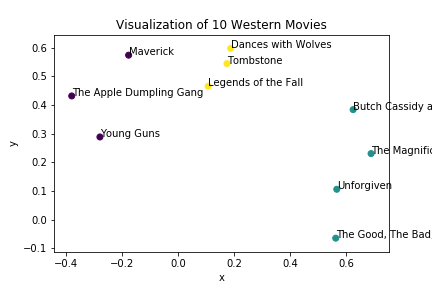 Visualization of 10 Western Movies
0.6
0.5
0.4
0.3
0.2
0.1
0.0
−0.1
y
Maverick
Dances with Wolves
Tombstone
Legends of the Fall
The Apple Dumpling Gang
Butch Cassidy a
Young Guns
The Magnific
Unforgiven
The Good, The Bad
−0.4 −0.2 0.0 0.2 0.4 0.6
x